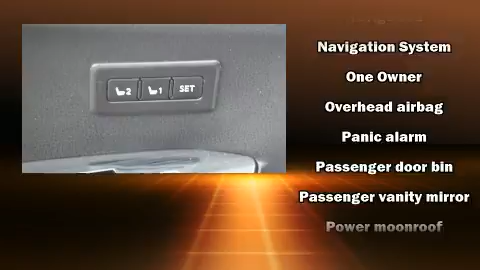 2
1
SET
Navigation System
One Owner
Overhead airbag
Panic alarm
Passenger door bin
Passenger vanity mirror
Power moonroof